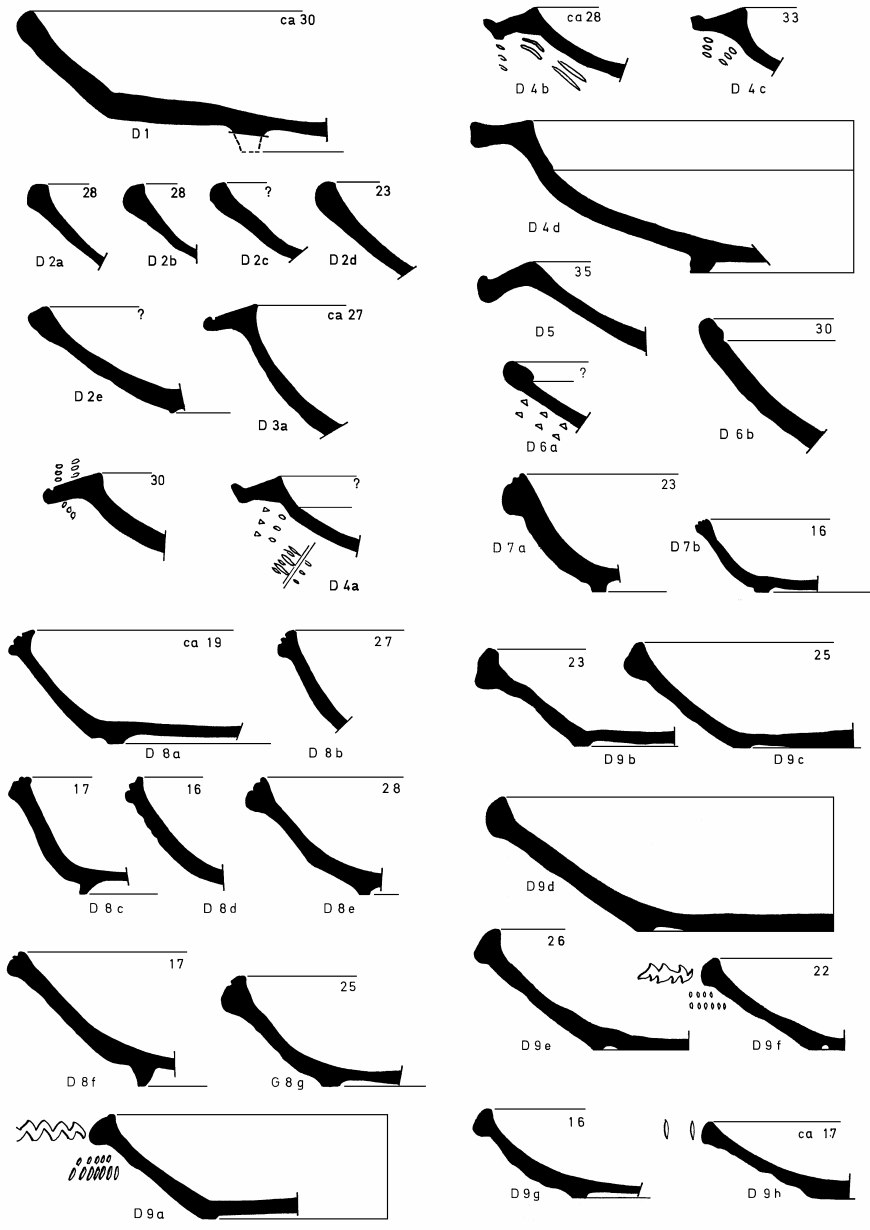 ca 30
D 1
28
28
?
23
D 2a
D 2b
D 2c
D 2d
?
ca 27
D 2e
D 3a
30
?
D 4a
ca 19
27
D 8a
D 8b
17
16
28
D 8c
D 8d
D 8e
17
25
D 8f
G 8g
D 9a
ca 28
33
D 4b
D 4c
D 4d
35
D 5
30
?
D 6a
D 6b
23
16
D 7a
D 7b
23
25
D 9b
D 9c
D 9d
26
22
D 9e
D 9f
16
ca 17
D 9g
D 9h